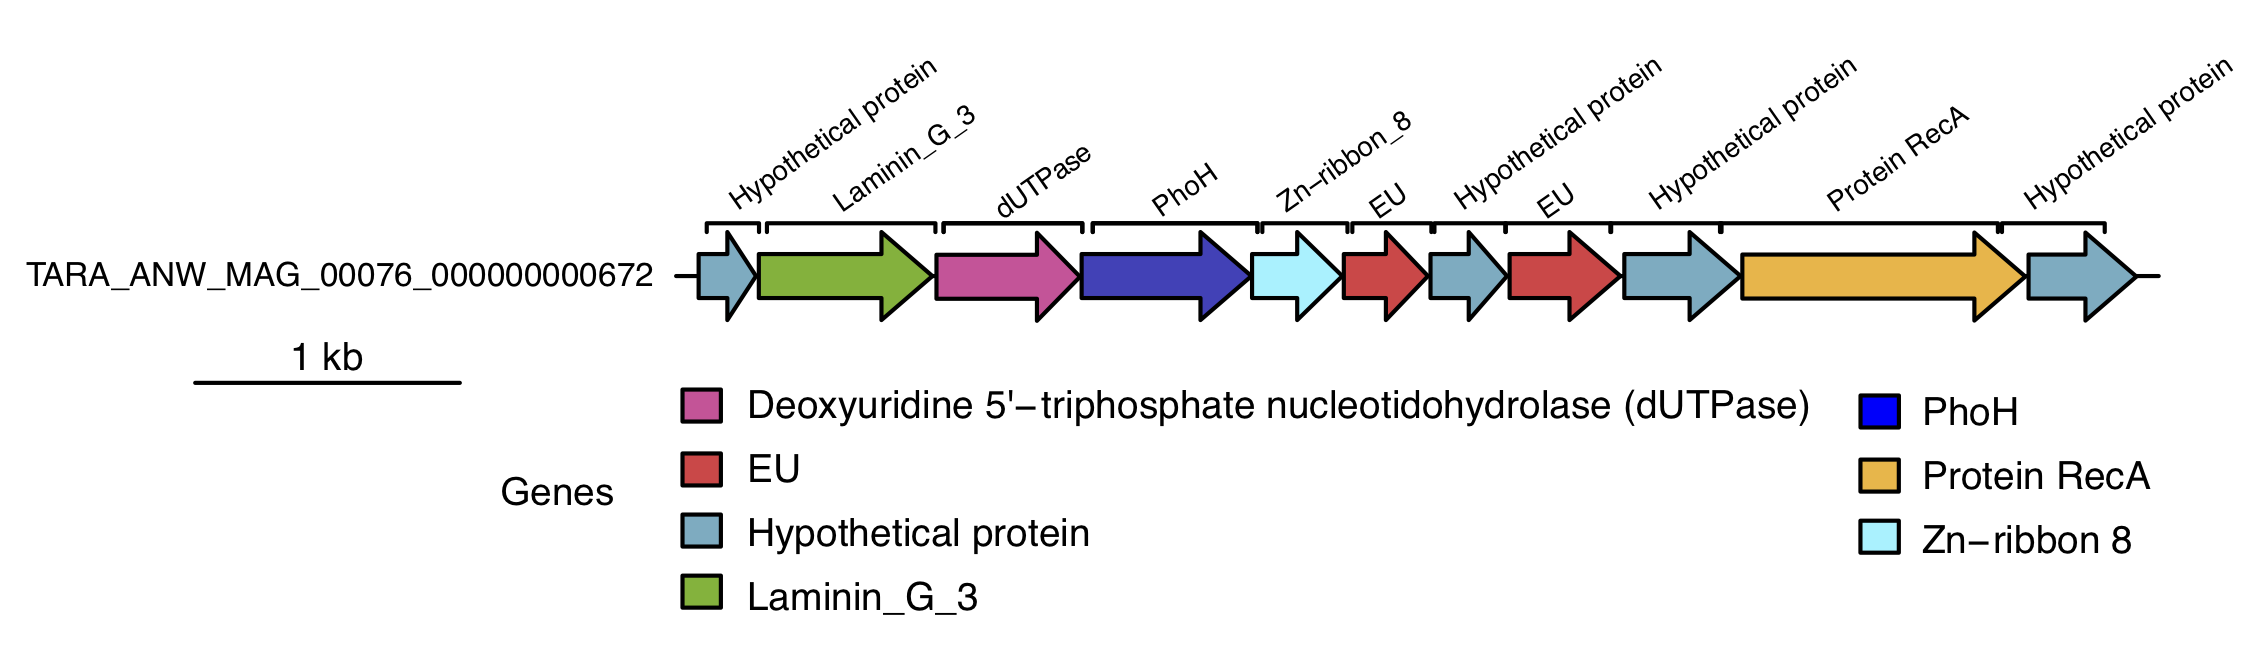 Hypothetical protein
Laminin_G_3
dUTPase
PhoH
Zn−ribbon_8
EU
Hypothetical protein
EU
Hypothetical protein
Protein RecA
Hypothetical protein
TARA_ANW_MAG_00076_000000000672
1 kb
Genes
Deoxyuridine 5'−triphosphate nucleotidohydrolase (dUTPase)
EU
Hypothetical protein
Laminin_G_3
PhoH
Protein RecA
Zn−ribbon 8